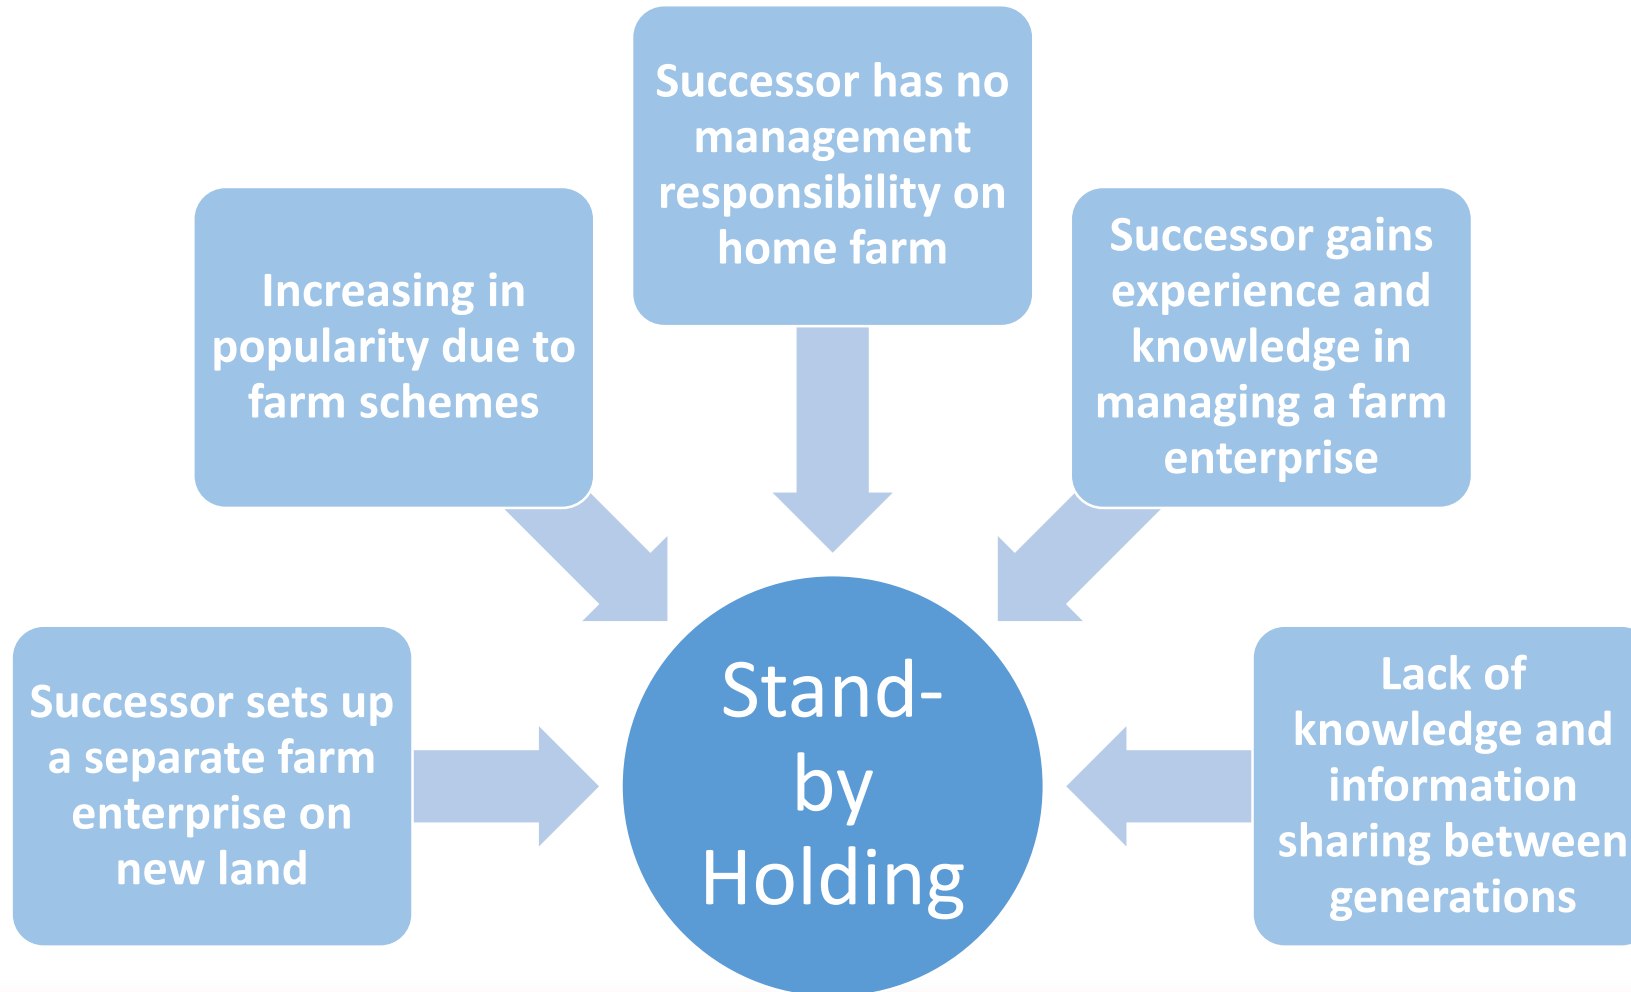 Successor has no
management
responsibility on
home farm
Increasing in
popularity due to
farm schemes
Successor gains
experience and
knowledge in
managing a farm
enterprise
Successor sets up
a separate farm
enterprise on
new land
Stand-
by
Holding
Lack of
knowledge and
information
sharing between
generations